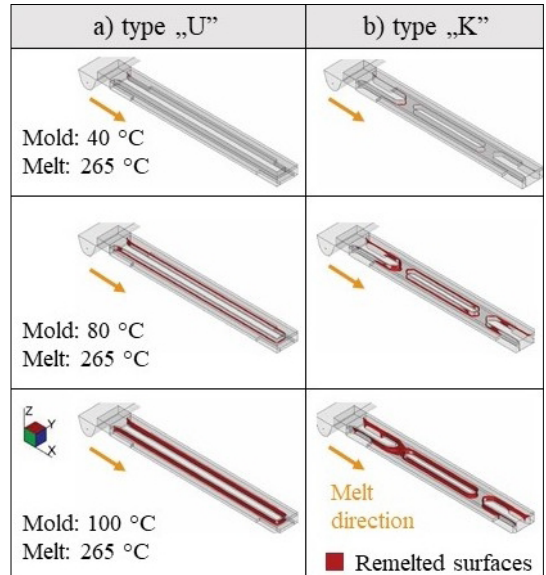 a) type „U”
b) type „K”
Mold: 40 °C
Melt: 265 °C
Mold: 80 °C
Melt: 265 °C
Z
Y
X
Mold: 100 °C
Melt: 265 °C
Melt
direction
Remelted surfaces